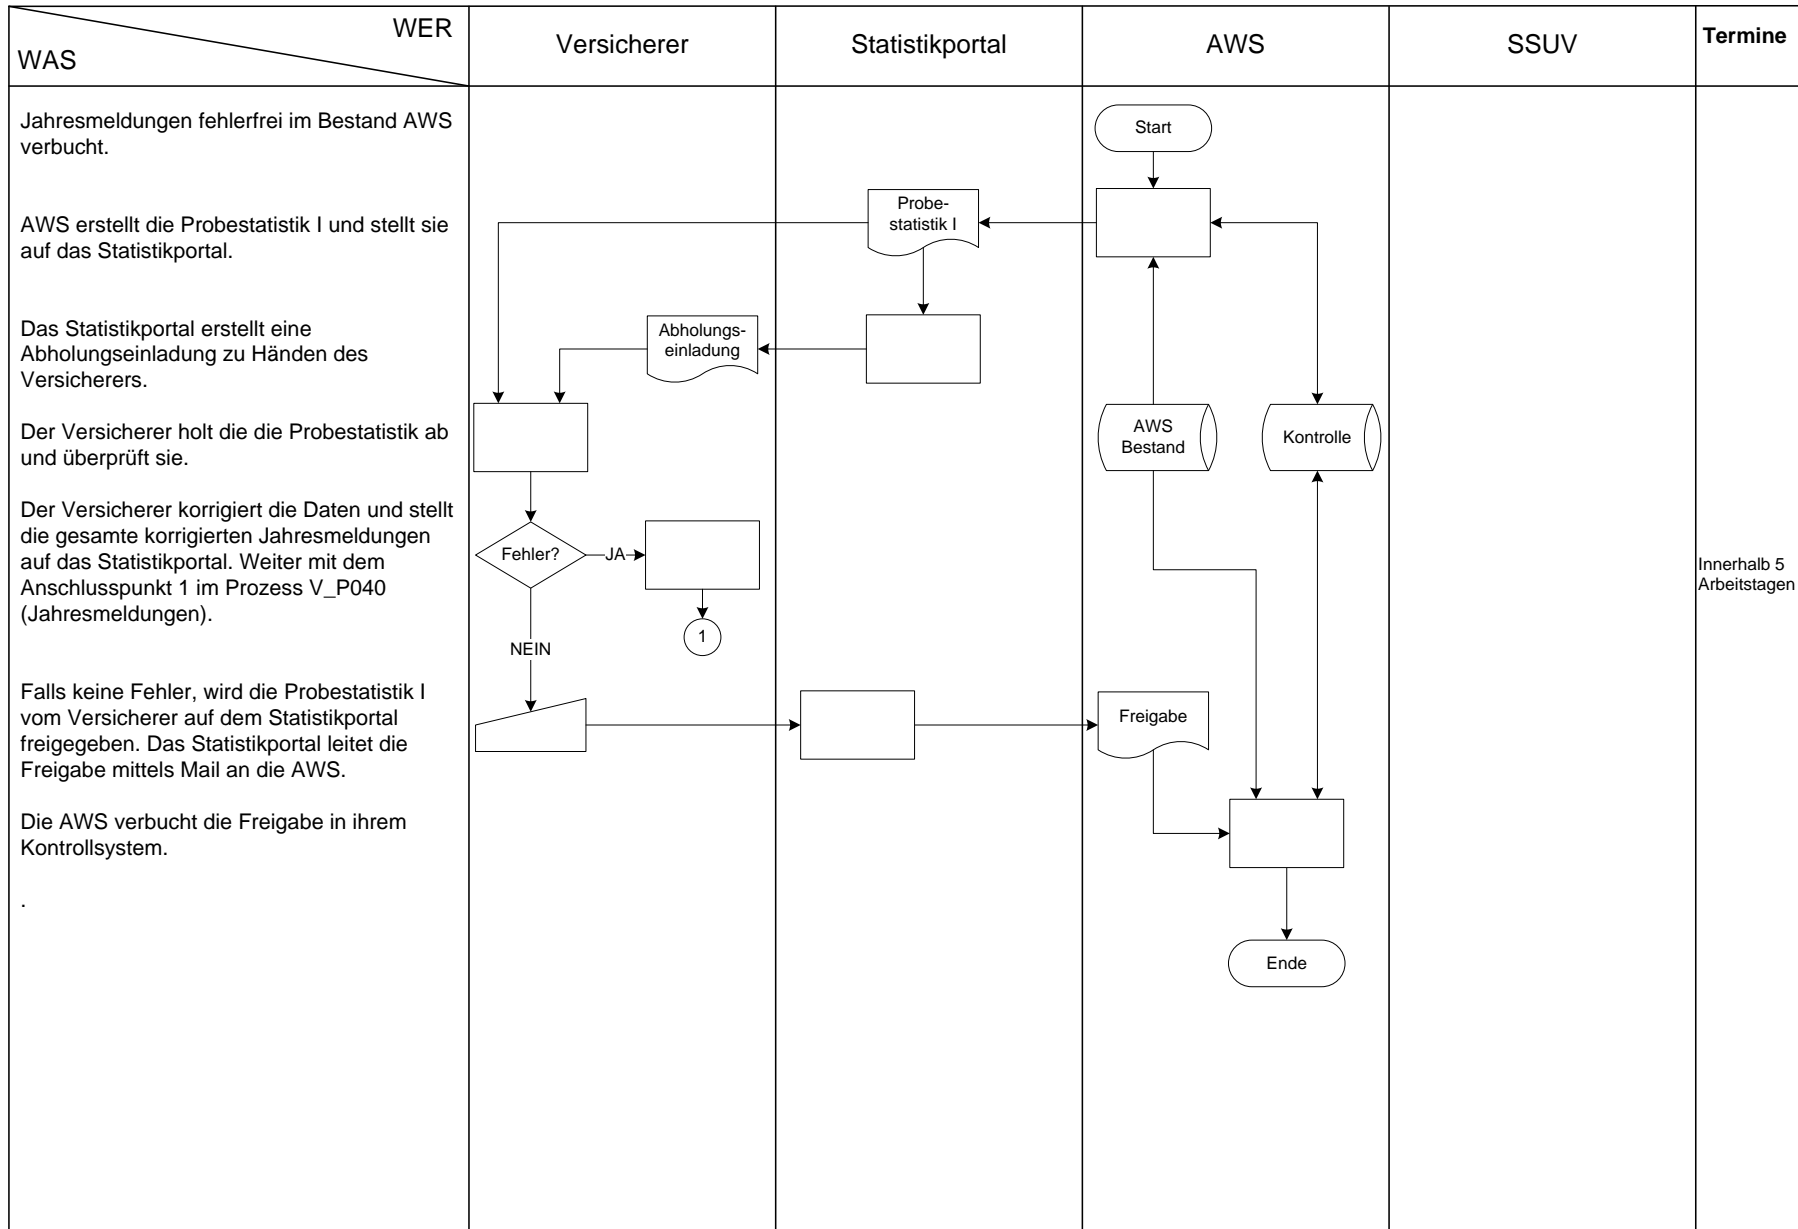 WER
WAS
Versicherer
Statistikportal
AWS
SSUV
Termine
Jahresmeldungen fehlerfrei im Bestand AWS
verbucht.
AWS erstellt die Probestatistik I und stellt sie
auf das Statistikportal.
Das Statistikportal erstellt eine
Abholungseinladung zu Händen des
Versicherers.
Der Versicherer holt die die Probestatistik ab
und überprüft sie.
Der Versicherer korrigiert die Daten und stellt
die gesamte korrigierten Jahresmeldungen
auf das Statistikportal. Weiter mit dem
Anschlusspunkt 1 im Prozess V_P040
(Jahresmeldungen).
Falls keine Fehler, wird die Probestatistik I
vom Versicherer auf dem Statistikportal
freigegeben. Das Statistikportal leitet die
Freigabe mittels Mail an die AWS.
Die AWS verbucht die Freigabe in ihrem
Kontrollsystem.
.
Start
Probe-
statistik I
Abholungs-
einladung
AWS
Bestand
Kontrolle
Fehler?
JA
1
NEIN
Freigabe
Ende
Innerhalb 5
Arbeitstagen